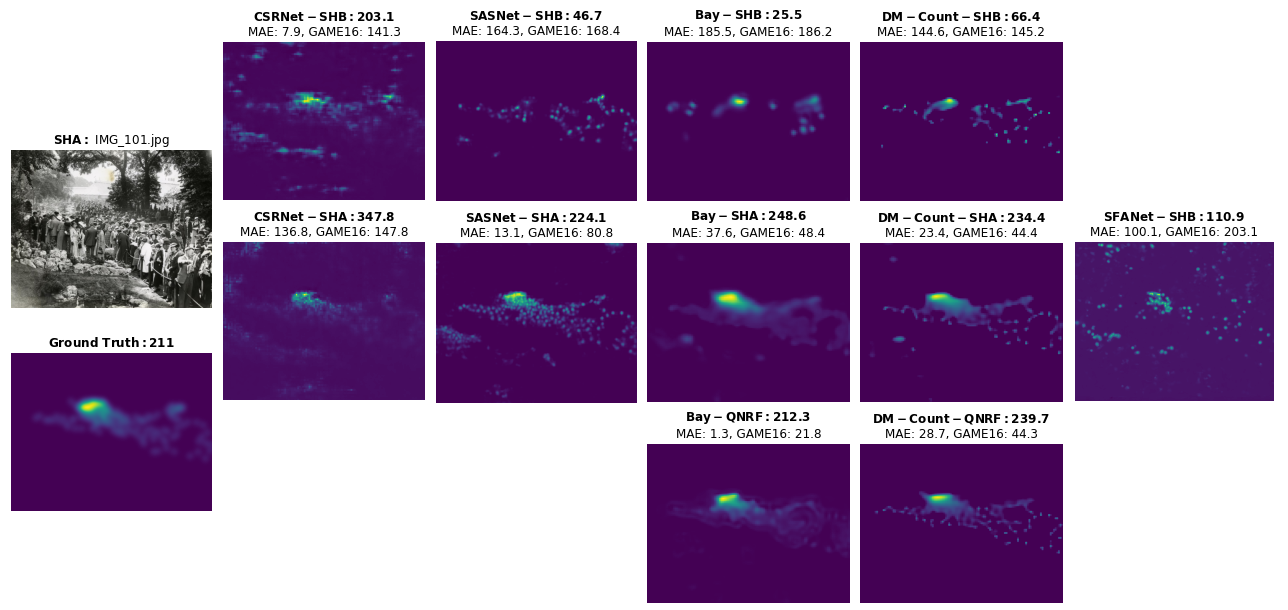 CSRNet − SHB : 203.1
MAE: 7.9, GAME16: 141.3
SASNet − SHB : 46.7
MAE: 164.3, GAME16: 168.4
Bay − SHB : 25.5
MAE: 185.5, GAME16: 186.2
DM − Count − SHB : 66.4
MAE: 144.6, GAME16: 145.2
SHA : IMG_101.jpg
CSRNet − SHA : 347.8
MAE: 136.8, GAME16: 147.8
SASNet − SHA : 224.1
MAE: 13.1, GAME16: 80.8
Bay − SHA : 248.6
MAE: 37.6, GAME16: 48.4
DM − Count − SHA : 234.4
MAE: 23.4, GAME16: 44.4
SFANet − SHB : 110.9
MAE: 100.1, GAME16: 203.1
Ground Truth : 211
Bay − QNRF : 212.3
MAE: 1.3, GAME16: 21.8
DM − Count − QNRF : 239.7
MAE: 28.7, GAME16: 44.3